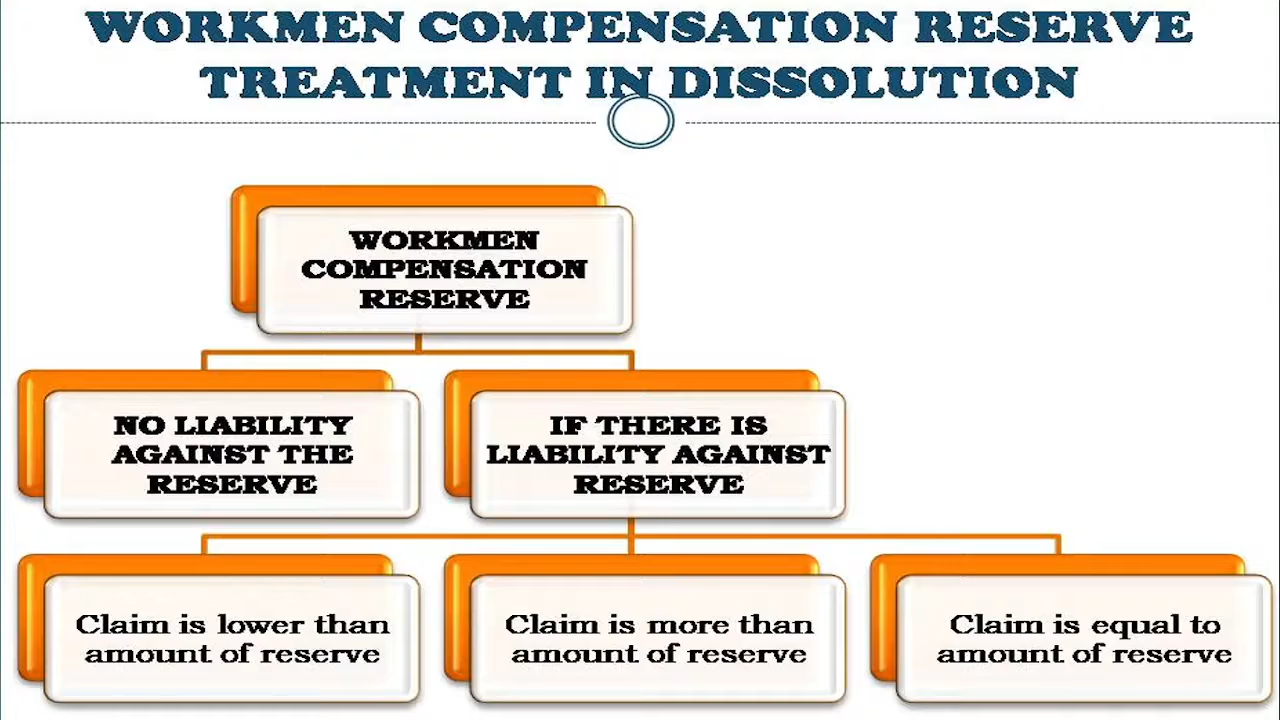 WORKMEN COMPENSATION RESERVE
TREATMENT IN DISSOLUTION
WORKMEN
COMPENSATION
RESERVE
NO LIABILITY
AGAINST THE
RESERVE
IF THERE IS
LIABILITY AGAINST
RESERVE
Claim is lower than
amount of reserve
Claim is more than
amount of reserve
Claim is equal to
amount of reserve